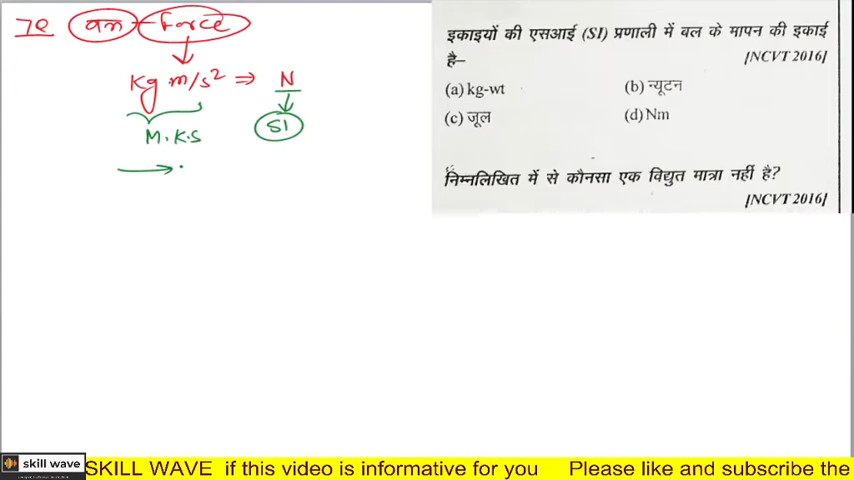 78 बल - Force
Kg m/s² ⇒ N
M.K.S SI
इकाइयों की एसआई (SI) प्रणाली में बल के मापन की इकाई
है– [NCVT 2016]
(a) kg-wt (b) न्यूटन
(c) जूल (d) Nm
निम्नलिखित में से कौनसा एक विद्युत मात्रा नहीं है?
[NCVT 2016]
skill wave
SKILL WAVE if this video is informative for you Please like and subscribe the